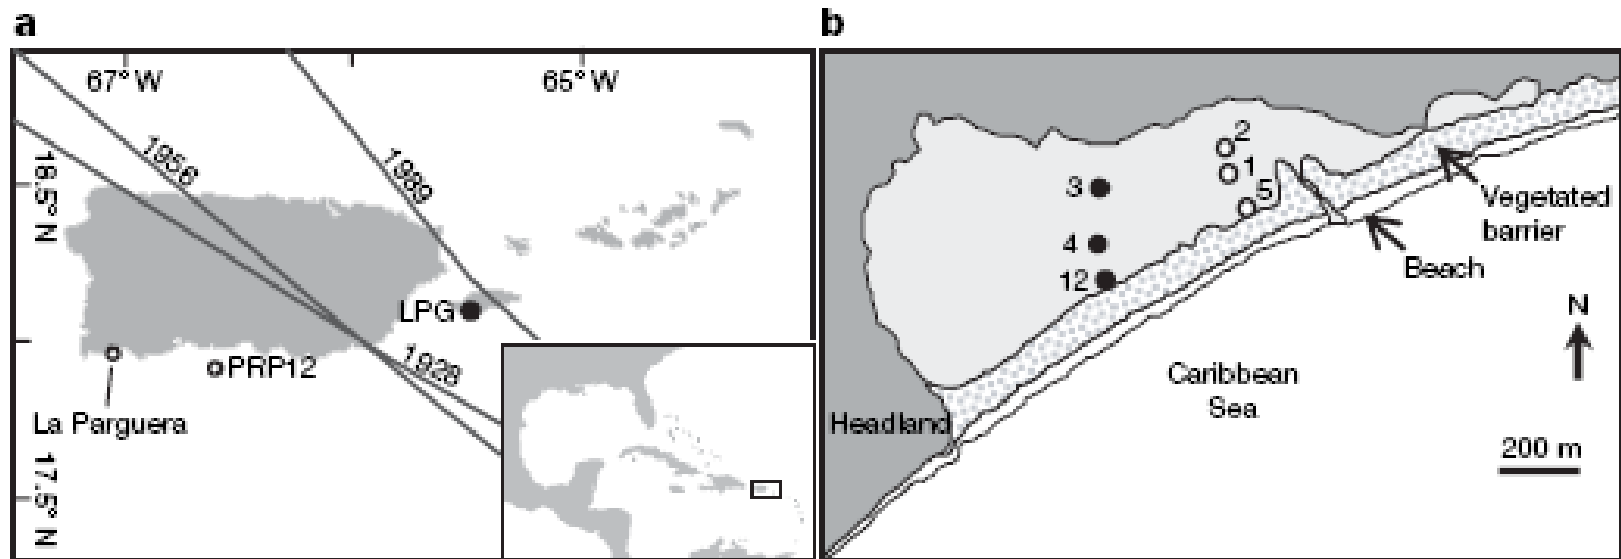 a
67° W
65° W
1956
1989
18.5° N
LPG
PRP12
1928
La Parguera
17.5° N
b
2
1
3
5
4
12
Vegetated
barrier
Beach
N
Caribbean
Sea
Headland
200 m